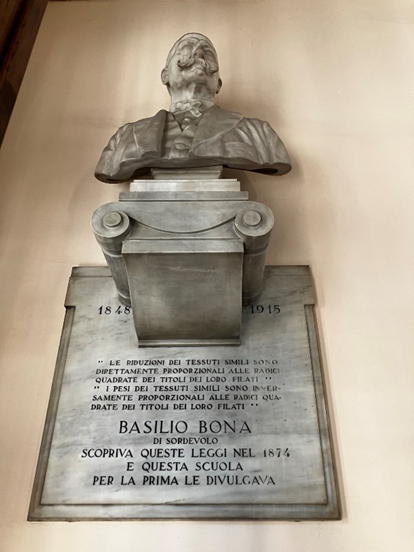 1848 1915
" LE RIDUZIONI DEI TESSUTI SIMILI SONO
DIRETTAMENTE PROPORZIONALI ALLE RADICI
QUADRATE DEI TITOLI DEI LORO FILATI "
" I PESI DEI TESSUTI SIMILI SONO INVER-
SAMENTE PROPORZIONALI ALLE RADICI QUA-
DRATE DEI TITOLI DEI LORO FILATI "
BASILIO BONA
DI SORDEVOLO
SCOPRIVA QUESTE LEGGI NEL 1874
E QUESTA SCUOLA
PER LA PRIMA LE DIVULGAVA